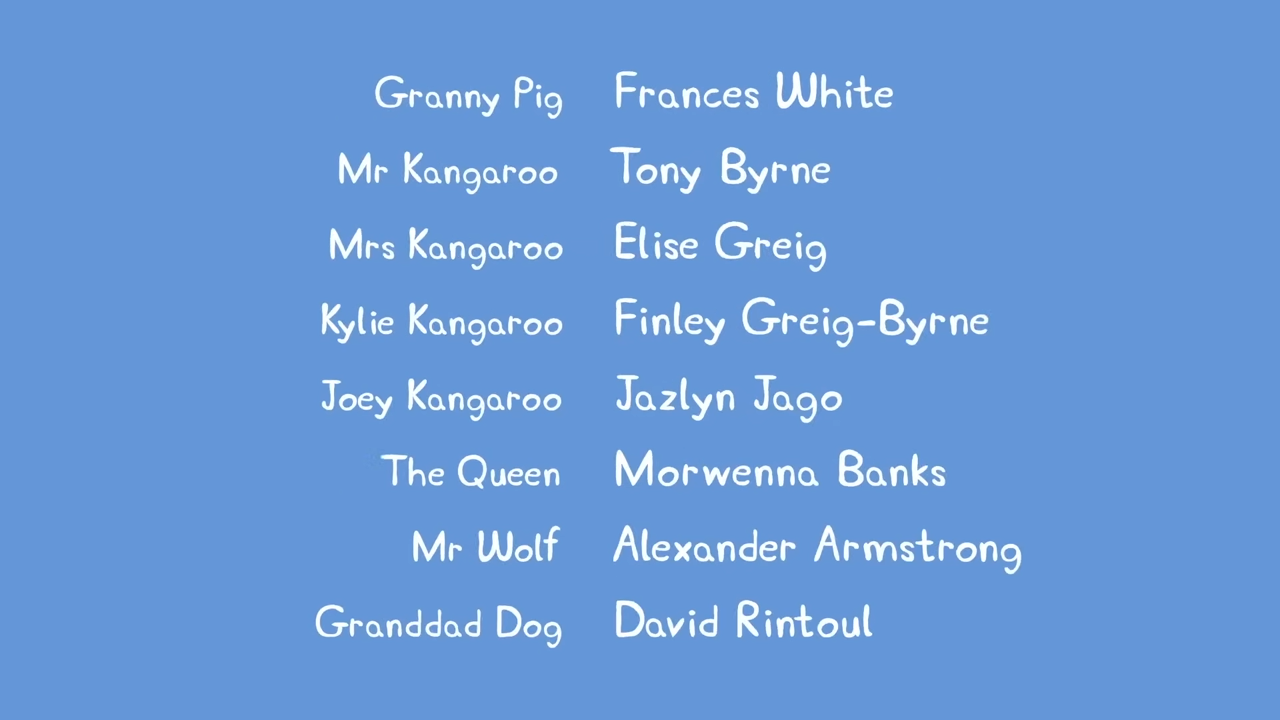 Granny Pig Frances White
Mr Kangaroo Tony Byrne
Mrs Kangaroo Elise Greig
Kylie Kangaroo Finley Greig-Byrne
Joey Kangaroo Jazlyn Jago
The Queen Morwenna Banks
Mr Wolf Alexander Armstrong
Granddad Dog David Rintoul